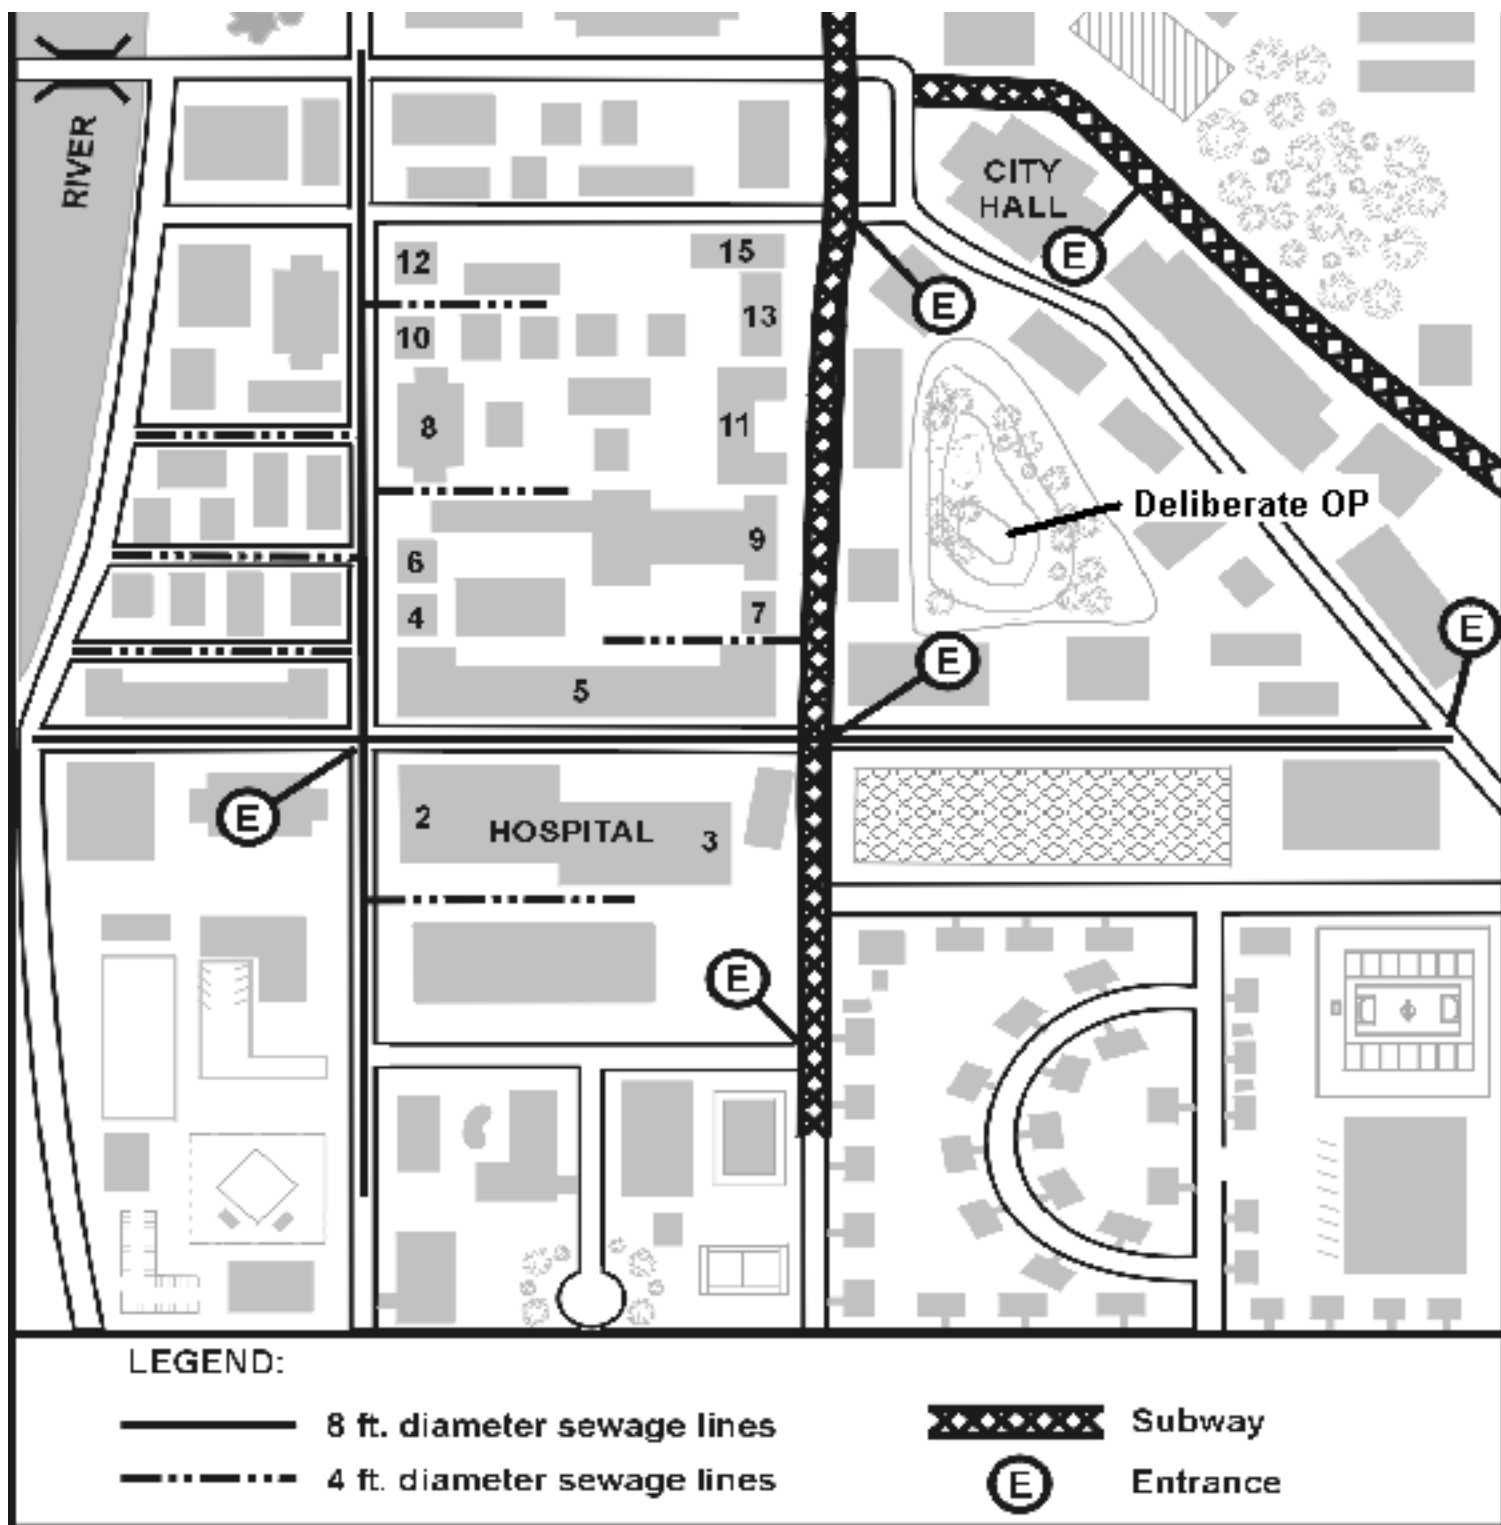 RIVER
CITY
HALL
E
12
15
E
10
13
8
11
Deliberate OP
9
6
7
4
E
E
5
2
HOSPITAL
3
E
E
LEGEND:
8 ft. diameter sewage lines
Subway
4 ft. diameter sewage lines
E
Entrance